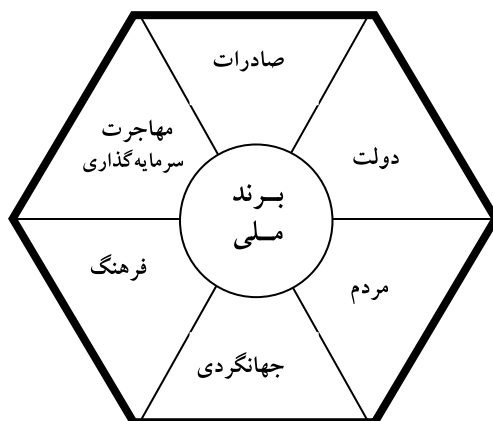 صادرات
مهاجرت
سرمایه‌گذاری
دولت
برند
ملی
فرهنگ
مردم
جهانگردی